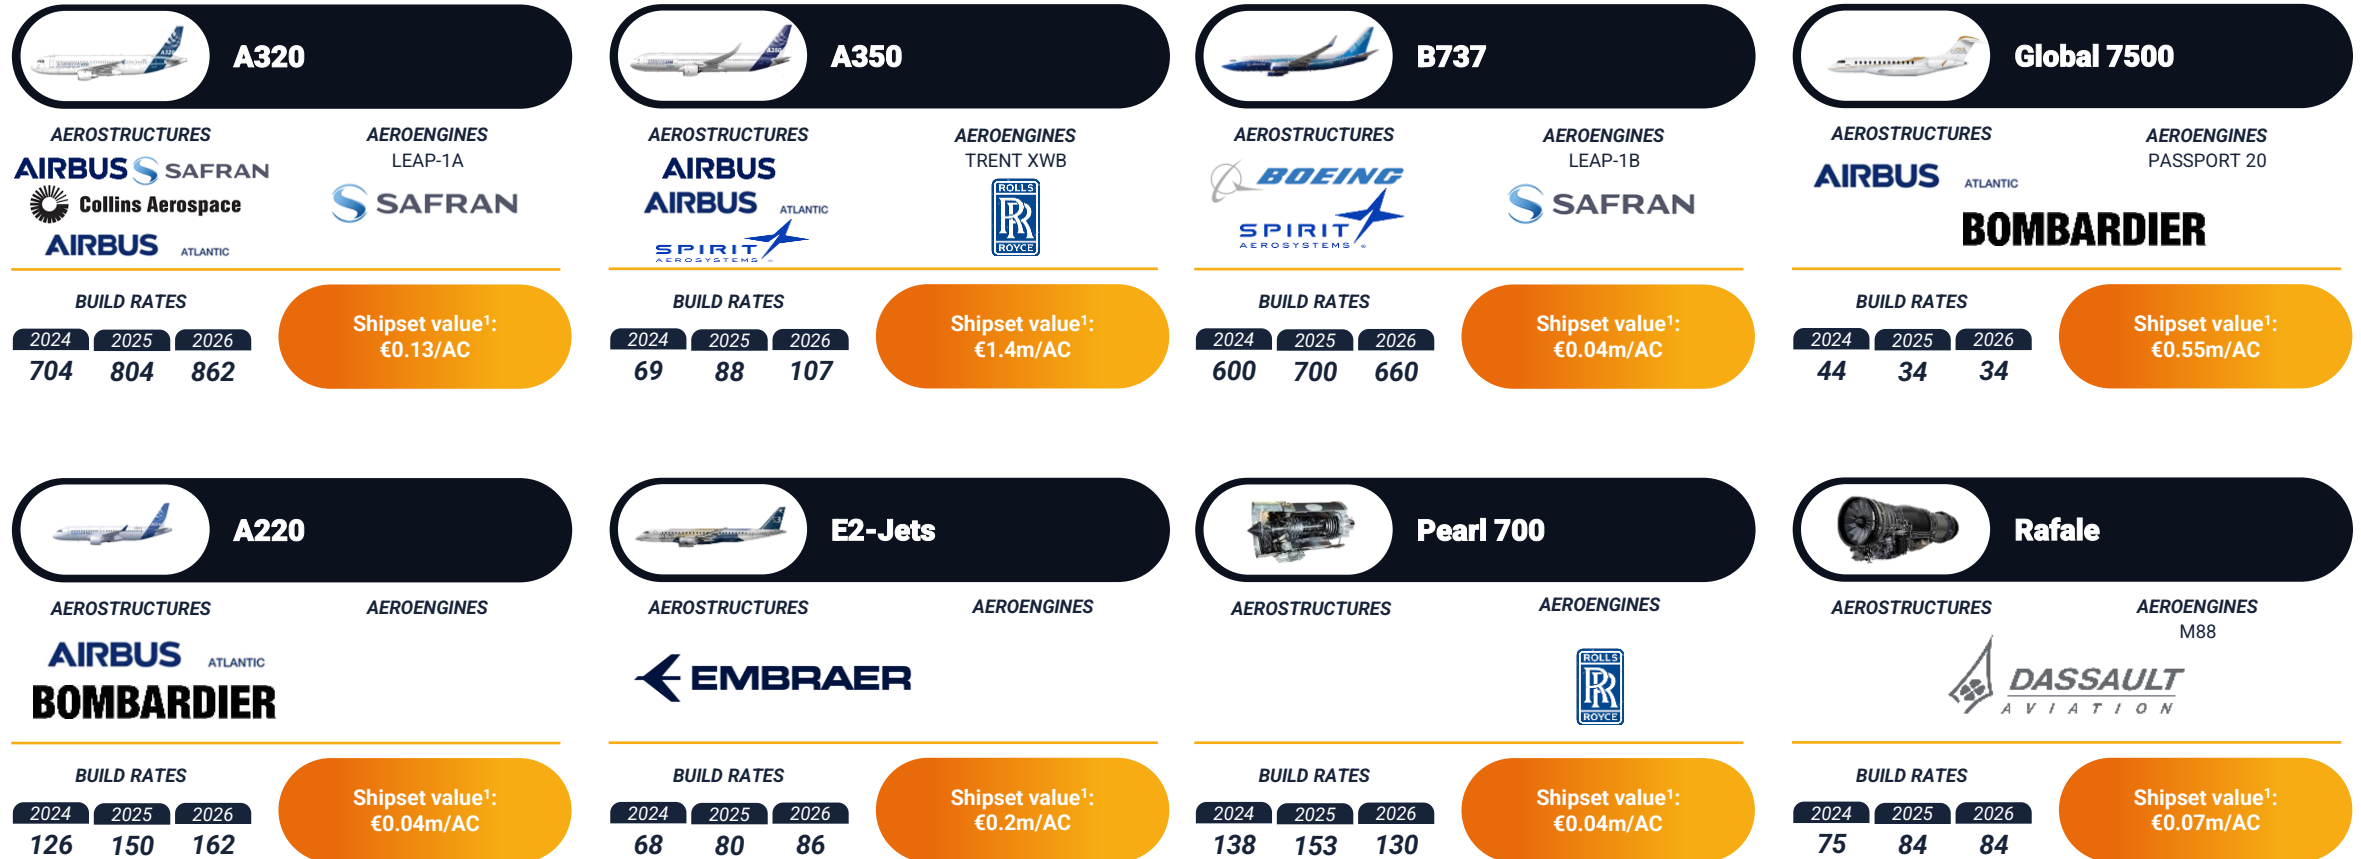 A320
AEROSTRUCTURES
AIRBUS SAFRAN
Collins Aerospace
AIRBUS ATLANTIC
AEROENGINES
LEAP-1A
SAFRAN
BUILD RATES
2024 2025 2026
704 804 862
Shipset value¹:
€0.13/AC
A350
AEROSTRUCTURES
AIRBUS
AIRBUS ATLANTIC
SPIRIT
AEROSYSTEMS
AEROENGINES
TRENT XWB
ROLLS
RR
ROYCE
BUILD RATES
2024 2025 2026
69 88 107
Shipset value¹:
€1.4m/AC
B737
AEROSTRUCTURES
BOEING
SPIRIT
AEROSYSTEMS ®
AEROENGINES
LEAP-1B
SAFRAN
BUILD RATES
2024 2025 2026
600 700 660
Shipset value¹:
€0.04m/AC
Global 7500
AEROSTRUCTURES
AIRBUS ATLANTIC
AEROENGINES
PASSPORT 20
BOMBARDIER
BUILD RATES
2024 2025 2026
44 34 34
Shipset value¹:
€0.55m/AC
A220
AEROSTRUCTURES
AIRBUS ATLANTIC
BOMBARDIER
AEROENGINES
BUILD RATES
2024 2025 2026
126 150 162
Shipset value¹:
€0.04m/AC
E2-Jets
AEROSTRUCTURES
AEROENGINES
EMBRAER
BUILD RATES
2024 2025 2026
68 80 86
Shipset value¹:
€0.2m/AC
Pearl 700
AEROSTRUCTURES
AEROENGINES
ROLLS
RR
ROYCE
BUILD RATES
2024 2025 2026
138 153 130
Shipset value¹:
€0.04m/AC
Rafale
AEROSTRUCTURES
AEROENGINES
M88
DASSAULT
AVIATION
BUILD RATES
2024 2025 2026
75 84 84
Shipset value¹:
€0.07m/AC